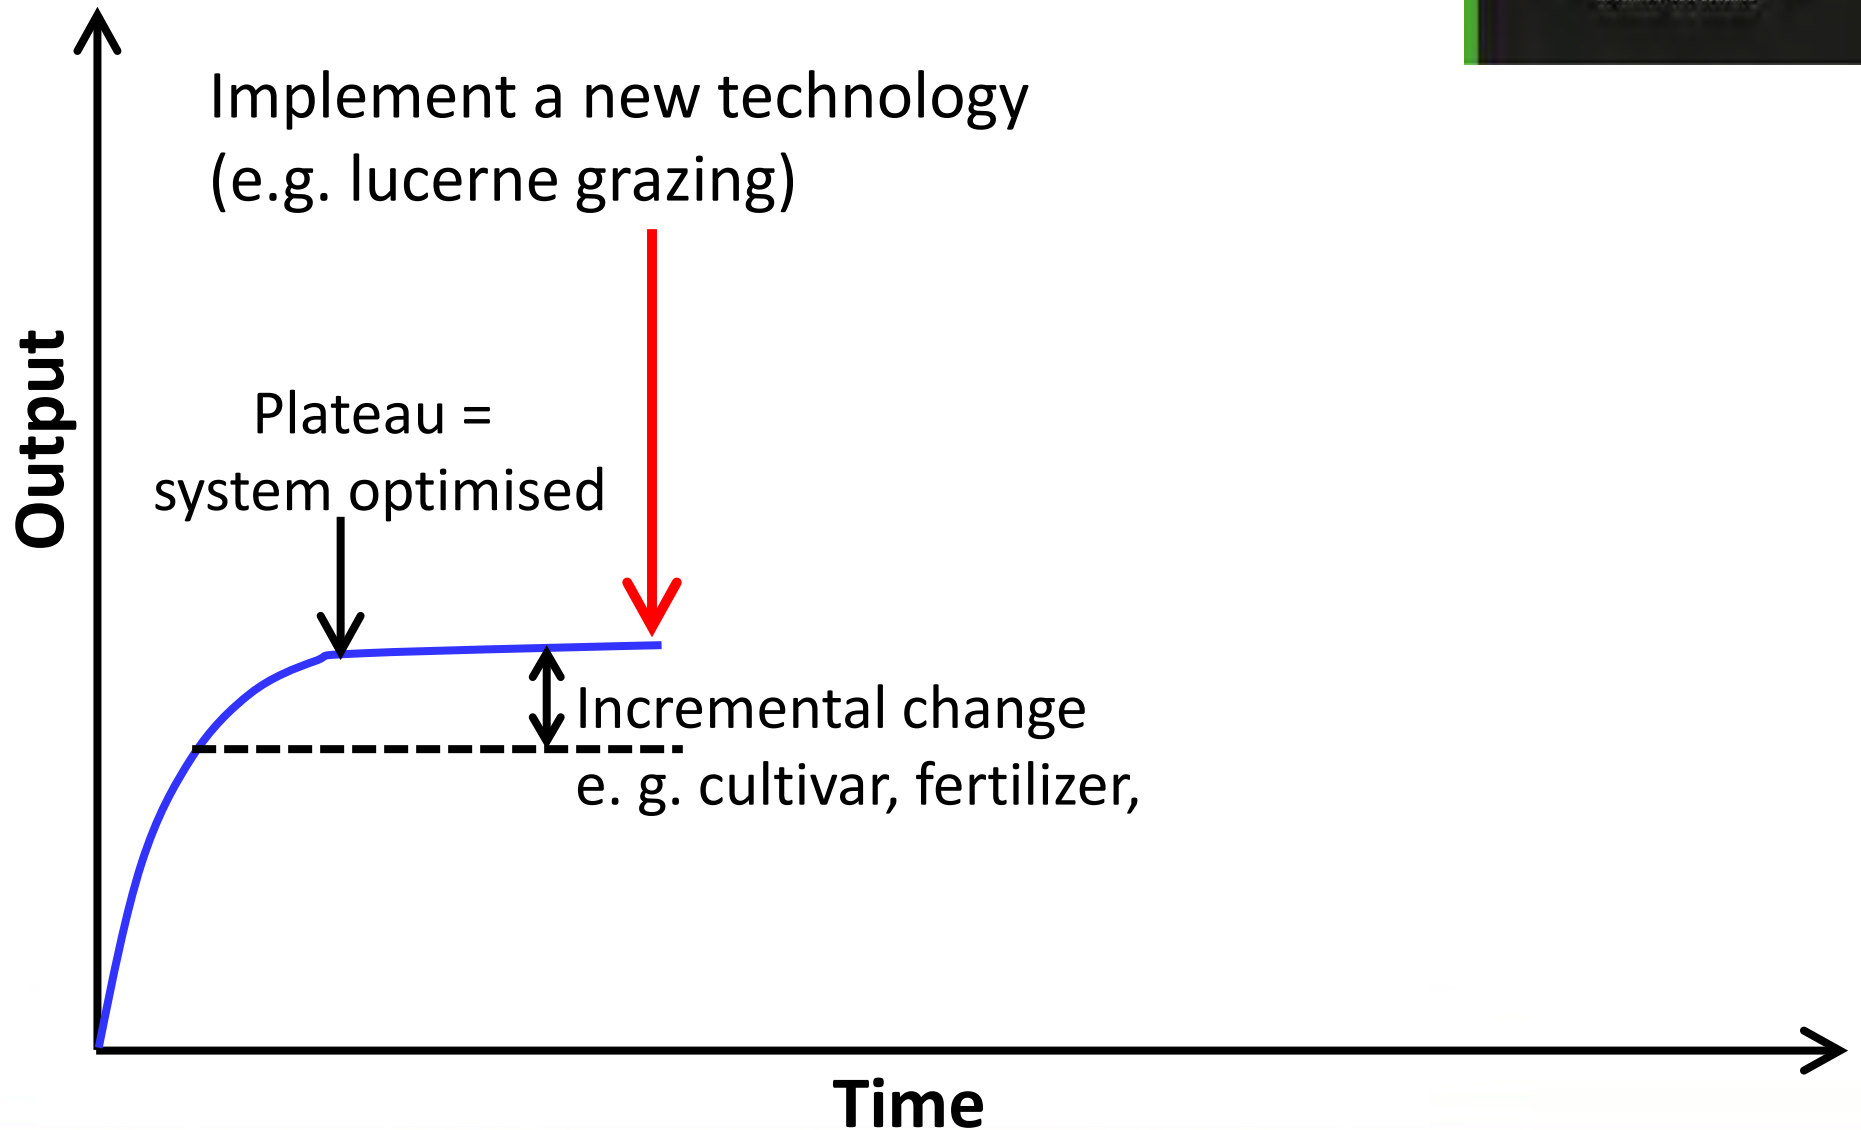 Implement a new technology
(e.g. lucerne grazing)
Output
Plateau =
system optimised
Incremental change
e. g. cultivar, fertilizer,
Time